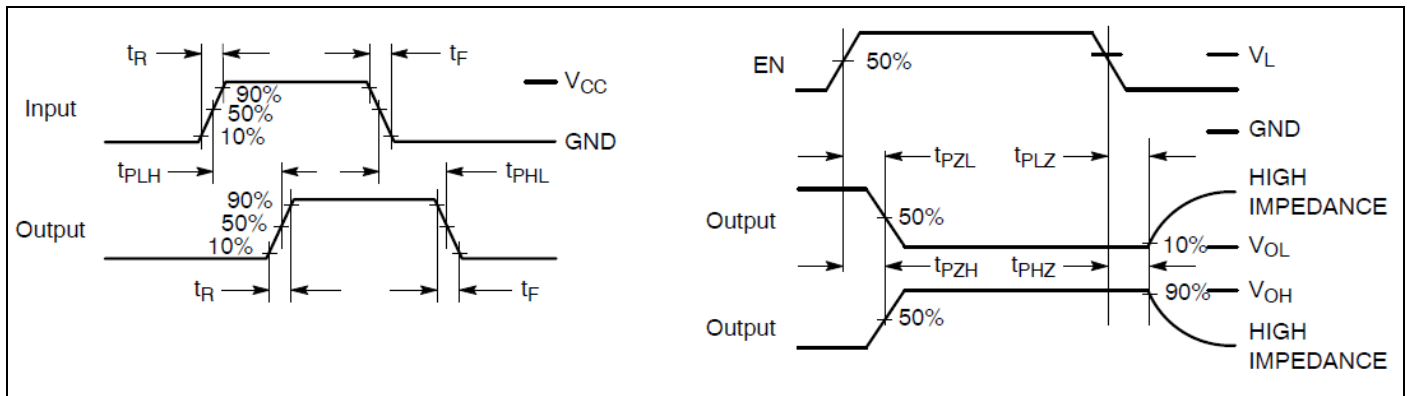 tR
tF
VCC
90%
Input
50%
10%
GND
tPLH
tPHL
90%
Output
50%
10%
tR
tF
EN
50%
VL
GND
tPZL
tPLZ
HIGH
IMPEDANCE
Output
50%
10%
VOL
tPZH
tPHZ
90%
VOH
Output
50%
HIGH
IMPEDANCE